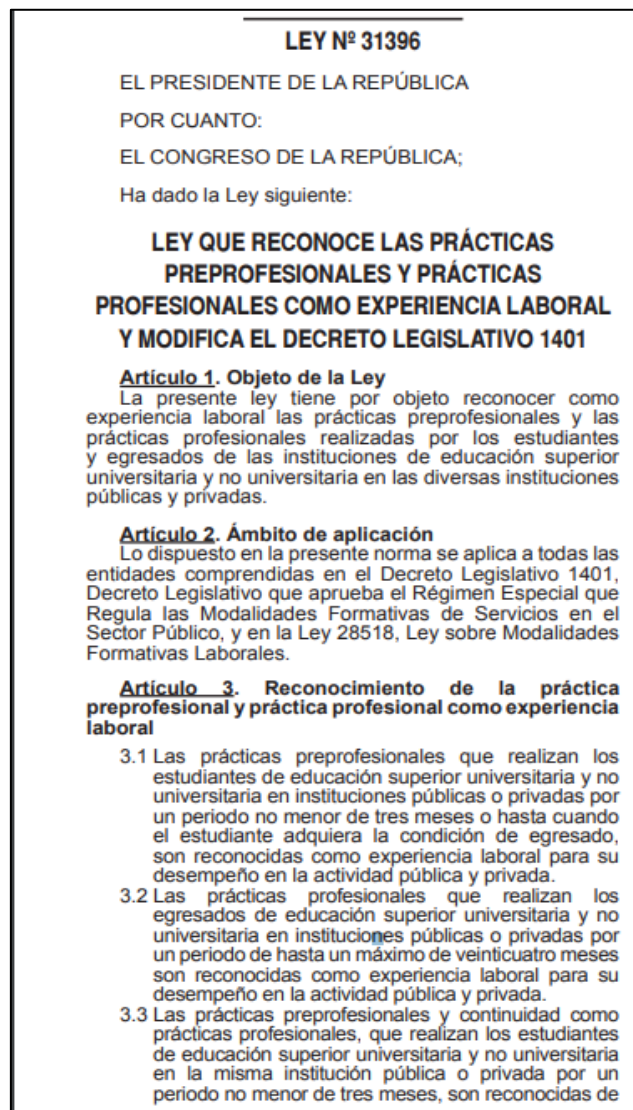 LEY Nº 31396
EL PRESIDENTE DE LA REPÚBLICA
POR CUANTO:
EL CONGRESO DE LA REPÚBLICA;
Ha dado la Ley siguiente:
LEY QUE RECONOCE LAS PRÁCTICAS
PREPROFESIONALES Y PRÁCTICAS
PROFESIONALES COMO EXPERIENCIA LABORAL
Y MODIFICA EL DECRETO LEGISLATIVO 1401
Artículo 1. Objeto de la Ley
La presente ley tiene por objeto reconocer como
experiencia laboral las prácticas preprofesionales y las
prácticas profesionales realizadas por los estudiantes
y egresados de las instituciones de educación superior
universitaria y no universitaria en las diversas instituciones
públicas y privadas.
Artículo 2. Ámbito de aplicación
Lo dispuesto en la presente norma se aplica a todas las
entidades comprendidas en el Decreto Legislativo 1401,
Decreto Legislativo que aprueba el Régimen Especial que
Regula las Modalidades Formativas de Servicios en el
Sector Público, y en la Ley 28518, Ley sobre Modalidades
Formativas Laborales.
Artículo 3. Reconocimiento de la práctica
preprofesional y práctica profesional como experiencia
laboral
3.1 Las prácticas preprofesionales que realizan los
estudiantes de educación superior universitaria y no
universitaria en instituciones públicas o privadas por
un periodo no menor de tres meses o hasta cuando
el estudiante adquiera la condición de egresado,
son reconocidas como experiencia laboral para su
desempeño en la actividad pública y privada.
3.2 Las prácticas profesionales que realizan los
egresados de educación superior universitaria y no
universitaria en instituciones públicas o privadas por
un periodo de hasta un máximo de veinticuatro meses
son reconocidas como experiencia laboral para su
desempeño en la actividad pública y privada.
3.3 Las prácticas preprofesionales y continuidad como
prácticas profesionales, que realizan los estudiantes
de educación superior universitaria y no universitaria
en la misma institución pública o privada por un
periodo no menor de tres meses, son reconocidas de